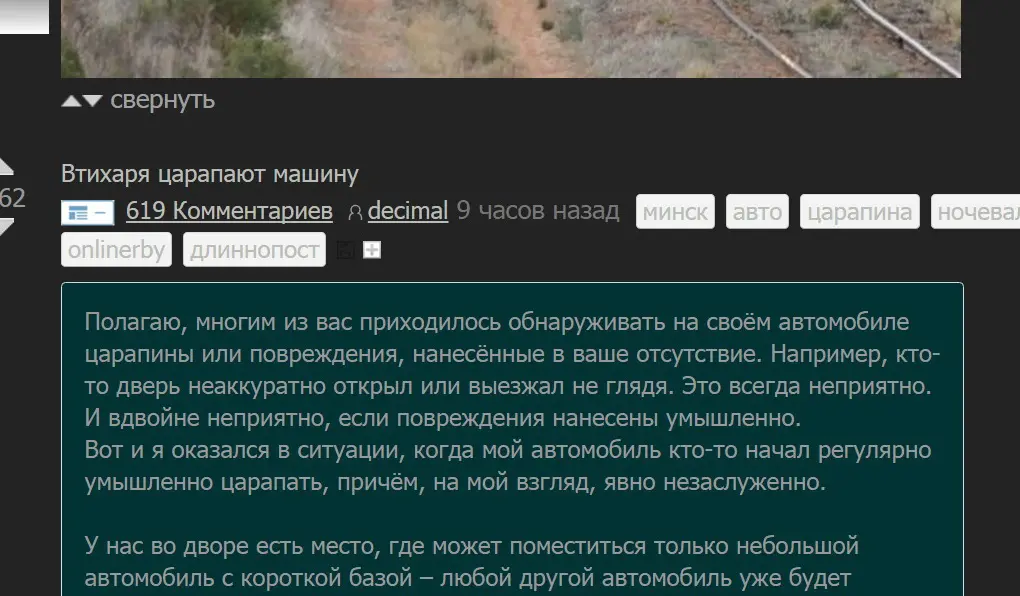 свернуть
Втихаря царапают машину
62
619 Комментариев decimal 9 часов назад минск авто царапина
onlinerby длиннопост
Полагаю, многим из вас приходилось обнаруживать на своём автомобиле
царапины или повреждения, нанесённые в ваше отсутствие. Например, кто-
то дверь неаккуратно открыл или выезжал не глядя. Это всегда неприятно.
И вдвойне неприятно, если повреждения нанесены умышленно.
Вот и я оказался в ситуации, когда мой автомобиль кто-то начал регулярно
умышленно царапать, причём, на мой взгляд, явно незаслуженно.
У нас во дворе есть место, где может поместиться только небольшой
автомобиль с короткой базой – любой другой автомобиль уже будет